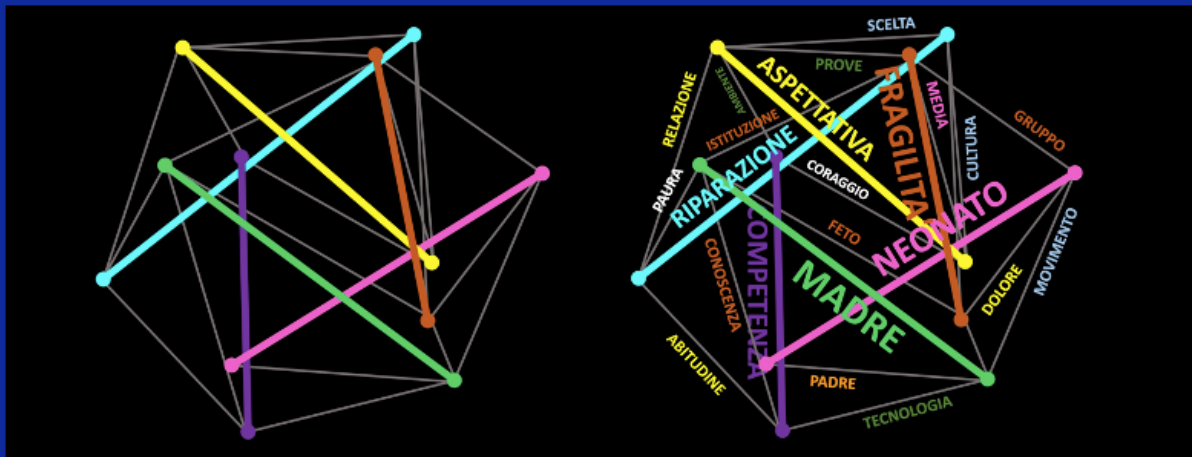 SCELTA
PROVE
AMBIENTE
ASPETTATIVA
FRAGILITA
MEDIA
RELAZIONE
ISTITUZIONE
CULTURA
GRUPPO
PAURA
RIPARAZIONE
CORAGGIO
NEONATO
COMPETENZA
FETO
CONOSCENZA
MADRE
DOLORE
MOVIMENTO
ABITUDINE
PADRE
TECNOLOGIA